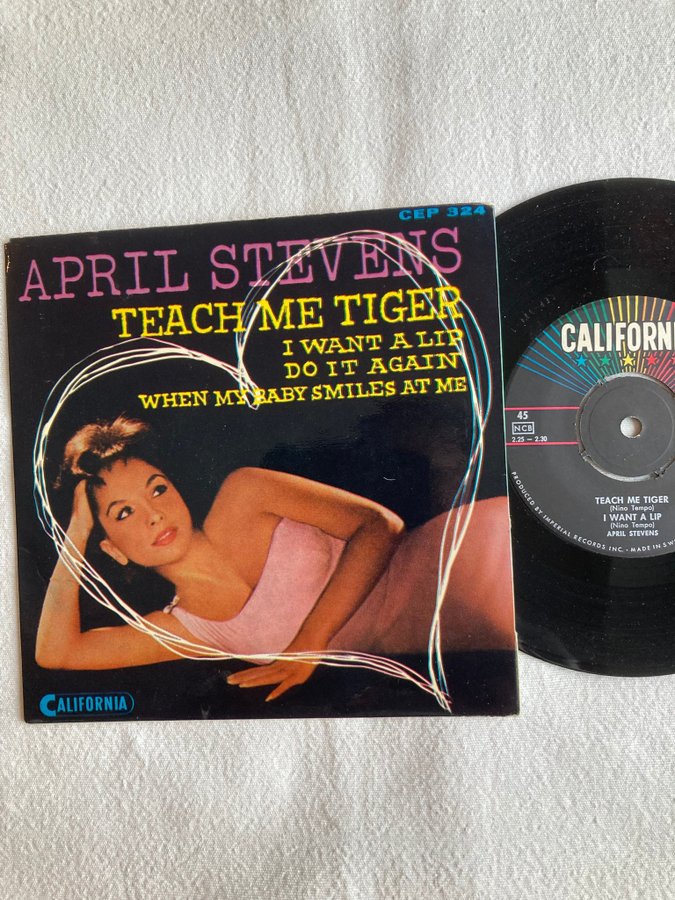 CEP 324
APRIL STEVENS
TEACH ME TIGER
I WANT A LIP
DO IT AGAIN
WHEN MY BABY SMILES AT ME
CALIFORNIA
CALIFORN
45
NCB
2.25 – 2.30
TEACH ME TIGER
(Nino Tempo)
I WANT A LIP
(Nino Tempo)
APRIL STEVENS
PRODUCED BY IMPERIAL RECORDS INC. - MADE IN SW